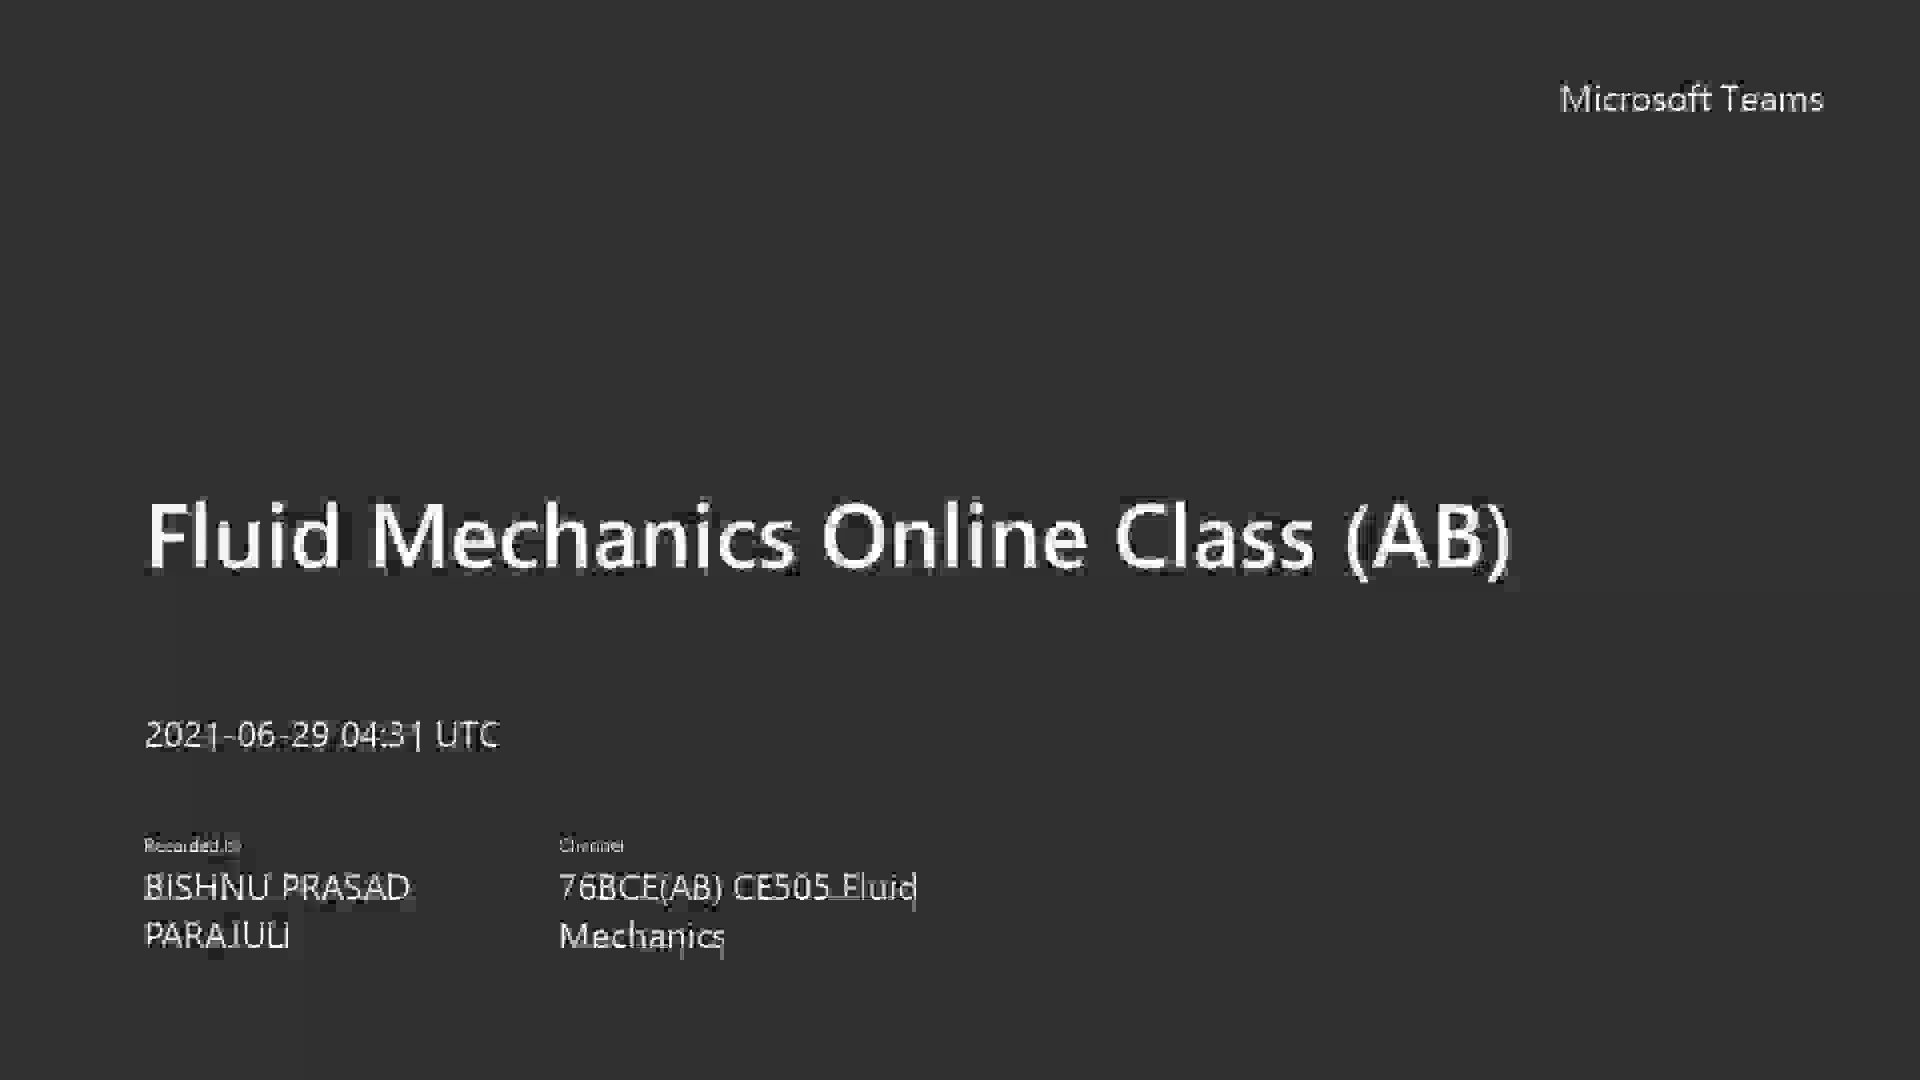 Microsoft Teams
Fluid Mechanics Online Class (AB)
2021-06-29 04:31 UTC
Recorded by
Channel
BISHNU PRASAD
PARAJULI
76BCE(AB) CE505 Fluid
Mechanics